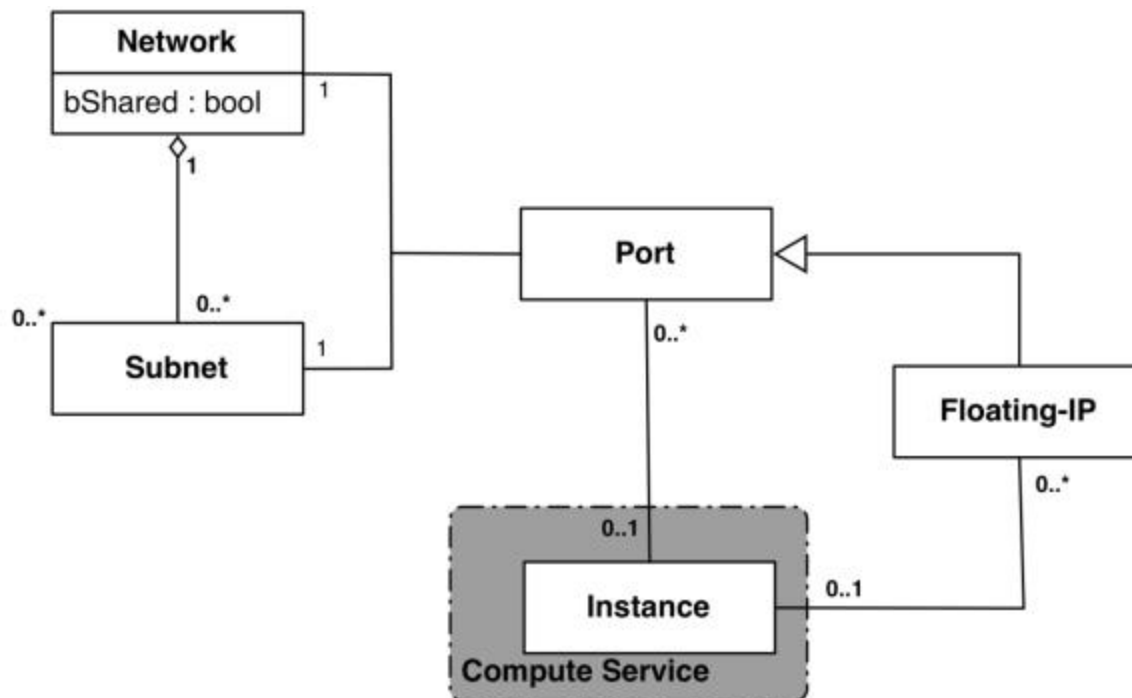 Network
bShared : bool
1
1
Port
0..*
0..*
0..*
1
Subnet
Floating-IP
0..*
0..1
0..1
Instance
Compute Service